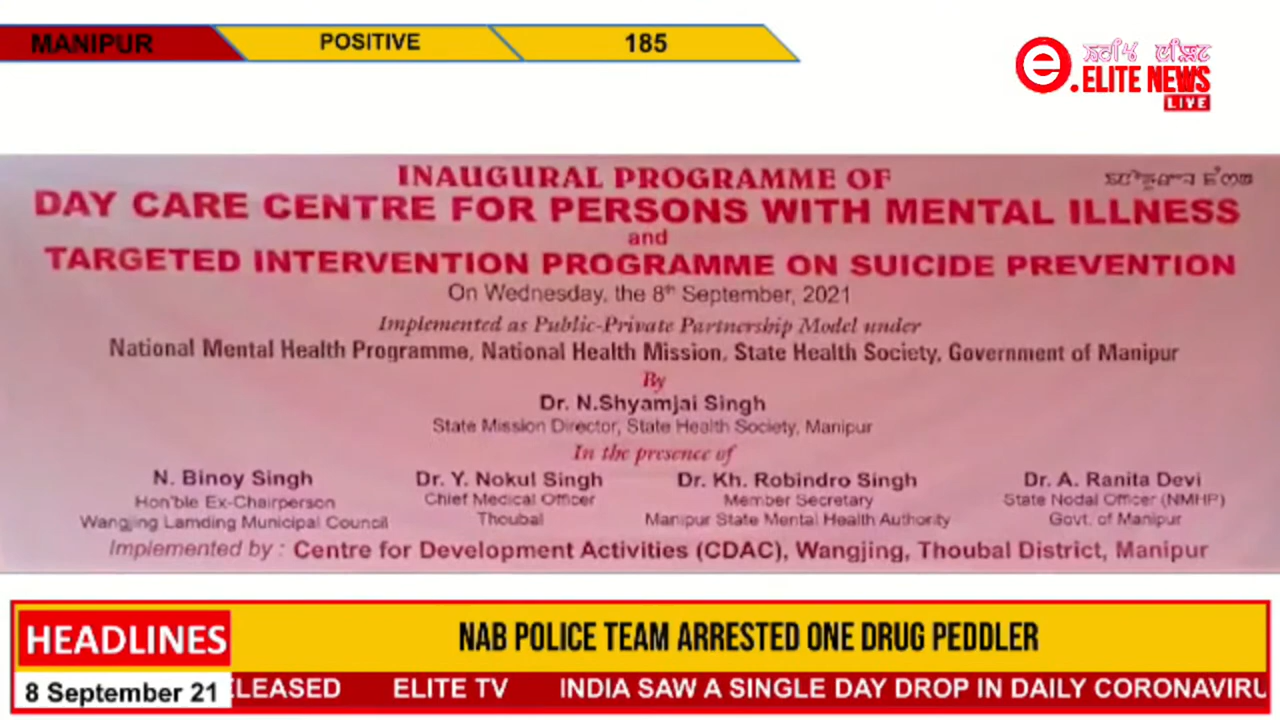 MANIPUR POSITIVE 185
e.ELITE NEWS
LIVE
INAUGURAL PROGRAMME OF
DAY CARE CENTRE FOR PERSONS WITH MENTAL ILLNESS
and
TARGETED INTERVENTION PROGRAMME ON SUICIDE PREVENTION
On Wednesday, the 8th September, 2021
Implemented as Public-Private Partnership Model under
National Mental Health Programme, National Health Mission, State Health Society, Government of Manipur
By
Dr. N.Shyamjai Singh
State Mission Director, State Health Society, Manipur
In the presence of
N. Binoy Singh
Hon'ble Ex-Chairperson
Wangjing Lamding Municipal Council
Dr. Y. Nokul Singh
Chief Medical Officer
Thoubal
Dr. Kh. Robindro Singh
Member Secretary
Manipur State Mental Health Authority
Dr. A. Ranita Devi
State Nodal Officer (NMHP)
Govt. of Manipur
Implemented by : Centre for Development Activities (CDAC), Wangjing, Thoubal District, Manipur
HEADLINES
NAB POLICE TEAM ARRESTED ONE DRUG PEDDLER
8 September 21
LEASED ELITE TV INDIA SAW A SINGLE DAY DROP IN DAILY CORONAVIRU